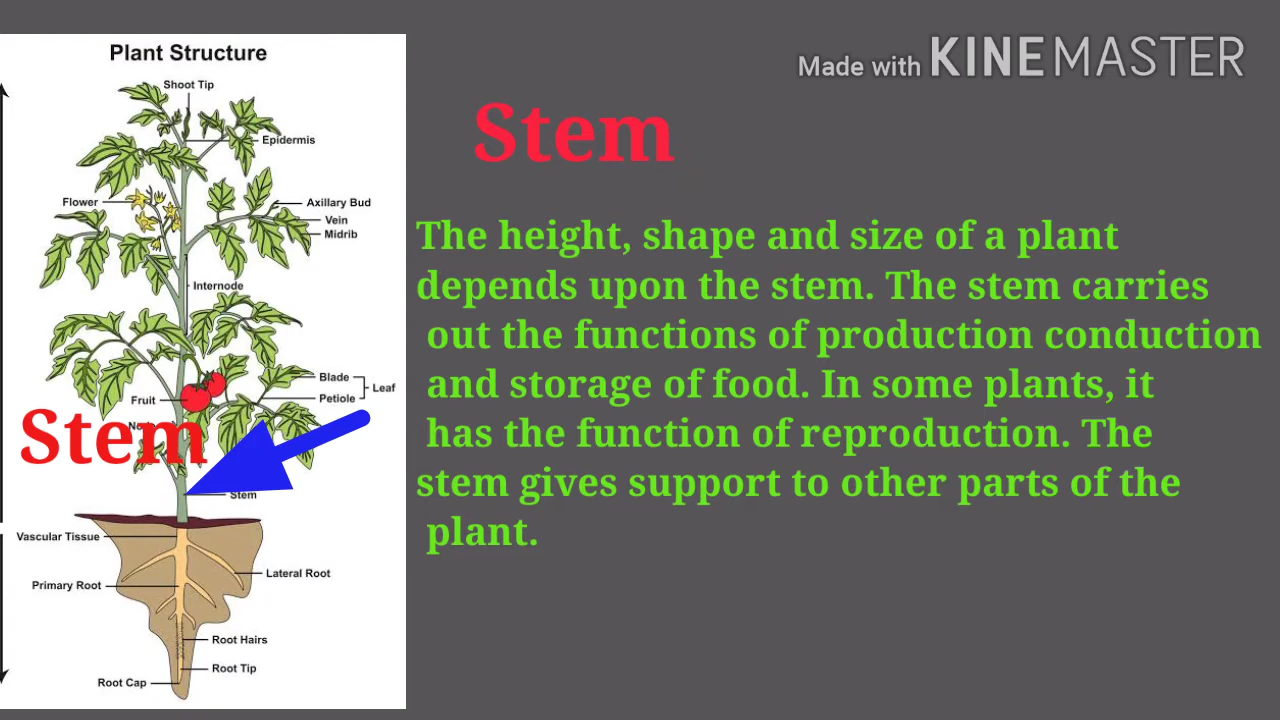 Plant Structure
Made with KINEMASTER
Shoot Tip
Stem
Epidermis
Flower
Axillary Bud
Vein
Midrib
The height, shape and size of a plant
depends upon the stem. The stem carries
out the functions of production conduction
and storage of food. In some plants, it
has the function of reproduction. The
stem gives support to other parts of the
plant.
Internode
Blade
Leaf
Petiole
Fruit
Stem
Stem
Vascular Tissue
Lateral Root
Primary Root
Root Hairs
Root Tip
Root Cap